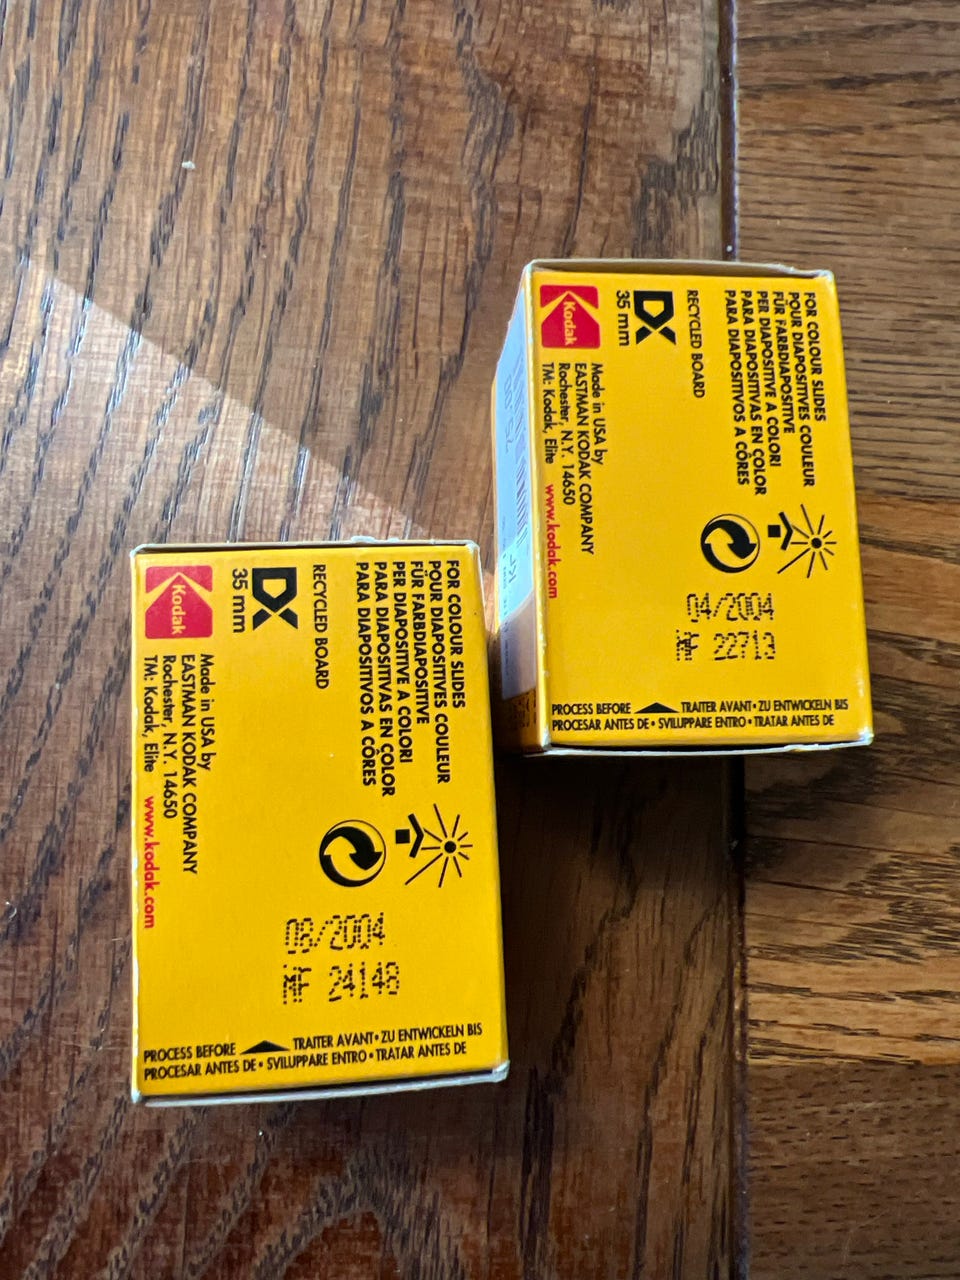 FOR COLOUR SLIDES
POUR DIAPOSITIVES COULEUR
FÜR FARBDIAPOSITIVE
PER DIAPOSITIVE A COLORI
PARA DIAPOSITIVAS EN COLOR
PARA DIAPOSITIVOS A CÔRES
RECYCLED BOARD
DX
35 mm
Kodak
Made in USA by
EASTMAN KODAK COMPANY
Rochester, N.Y. 14650
TM: Kodak, Elite www.kodak.com
04/2004
22713
PROCESS BEFORE TRAITER AVANT • ZU ENTWICKELN BIS
PROCESAR ANTES DE • SVILUPPARE ENTRO • TRATAR ANTES DE
FOR COLOUR SLIDES
POUR DIAPOSITIVES COULEUR
FÜR FARBDIAPOSITIVE
PER DIAPOSITIVE A COLORI
PARA DIAPOSITIVAS EN COLOR
PARA DIAPOSITIVOS A CÔRES
RECYCLED BOARD
DX
35 mm
Kodak
Made in USA by
EASTMAN KODAK COMPANY
Rochester, N.Y. 14650
TM: Kodak, Elite www.kodak.com
08/2004
24148
PROCESS BEFORE TRAITER AVANT • ZU ENTWICKELN BIS
PROCESAR ANTES DE • SVILUPPARE ENTRO • TRATAR ANTES DE